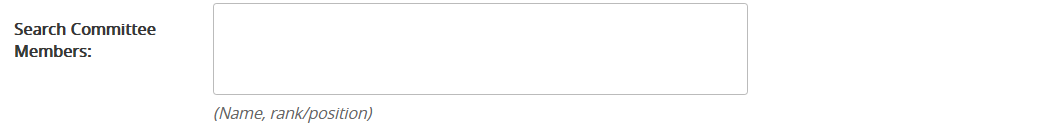 Search Committee
Members:
(Name, rank/position)